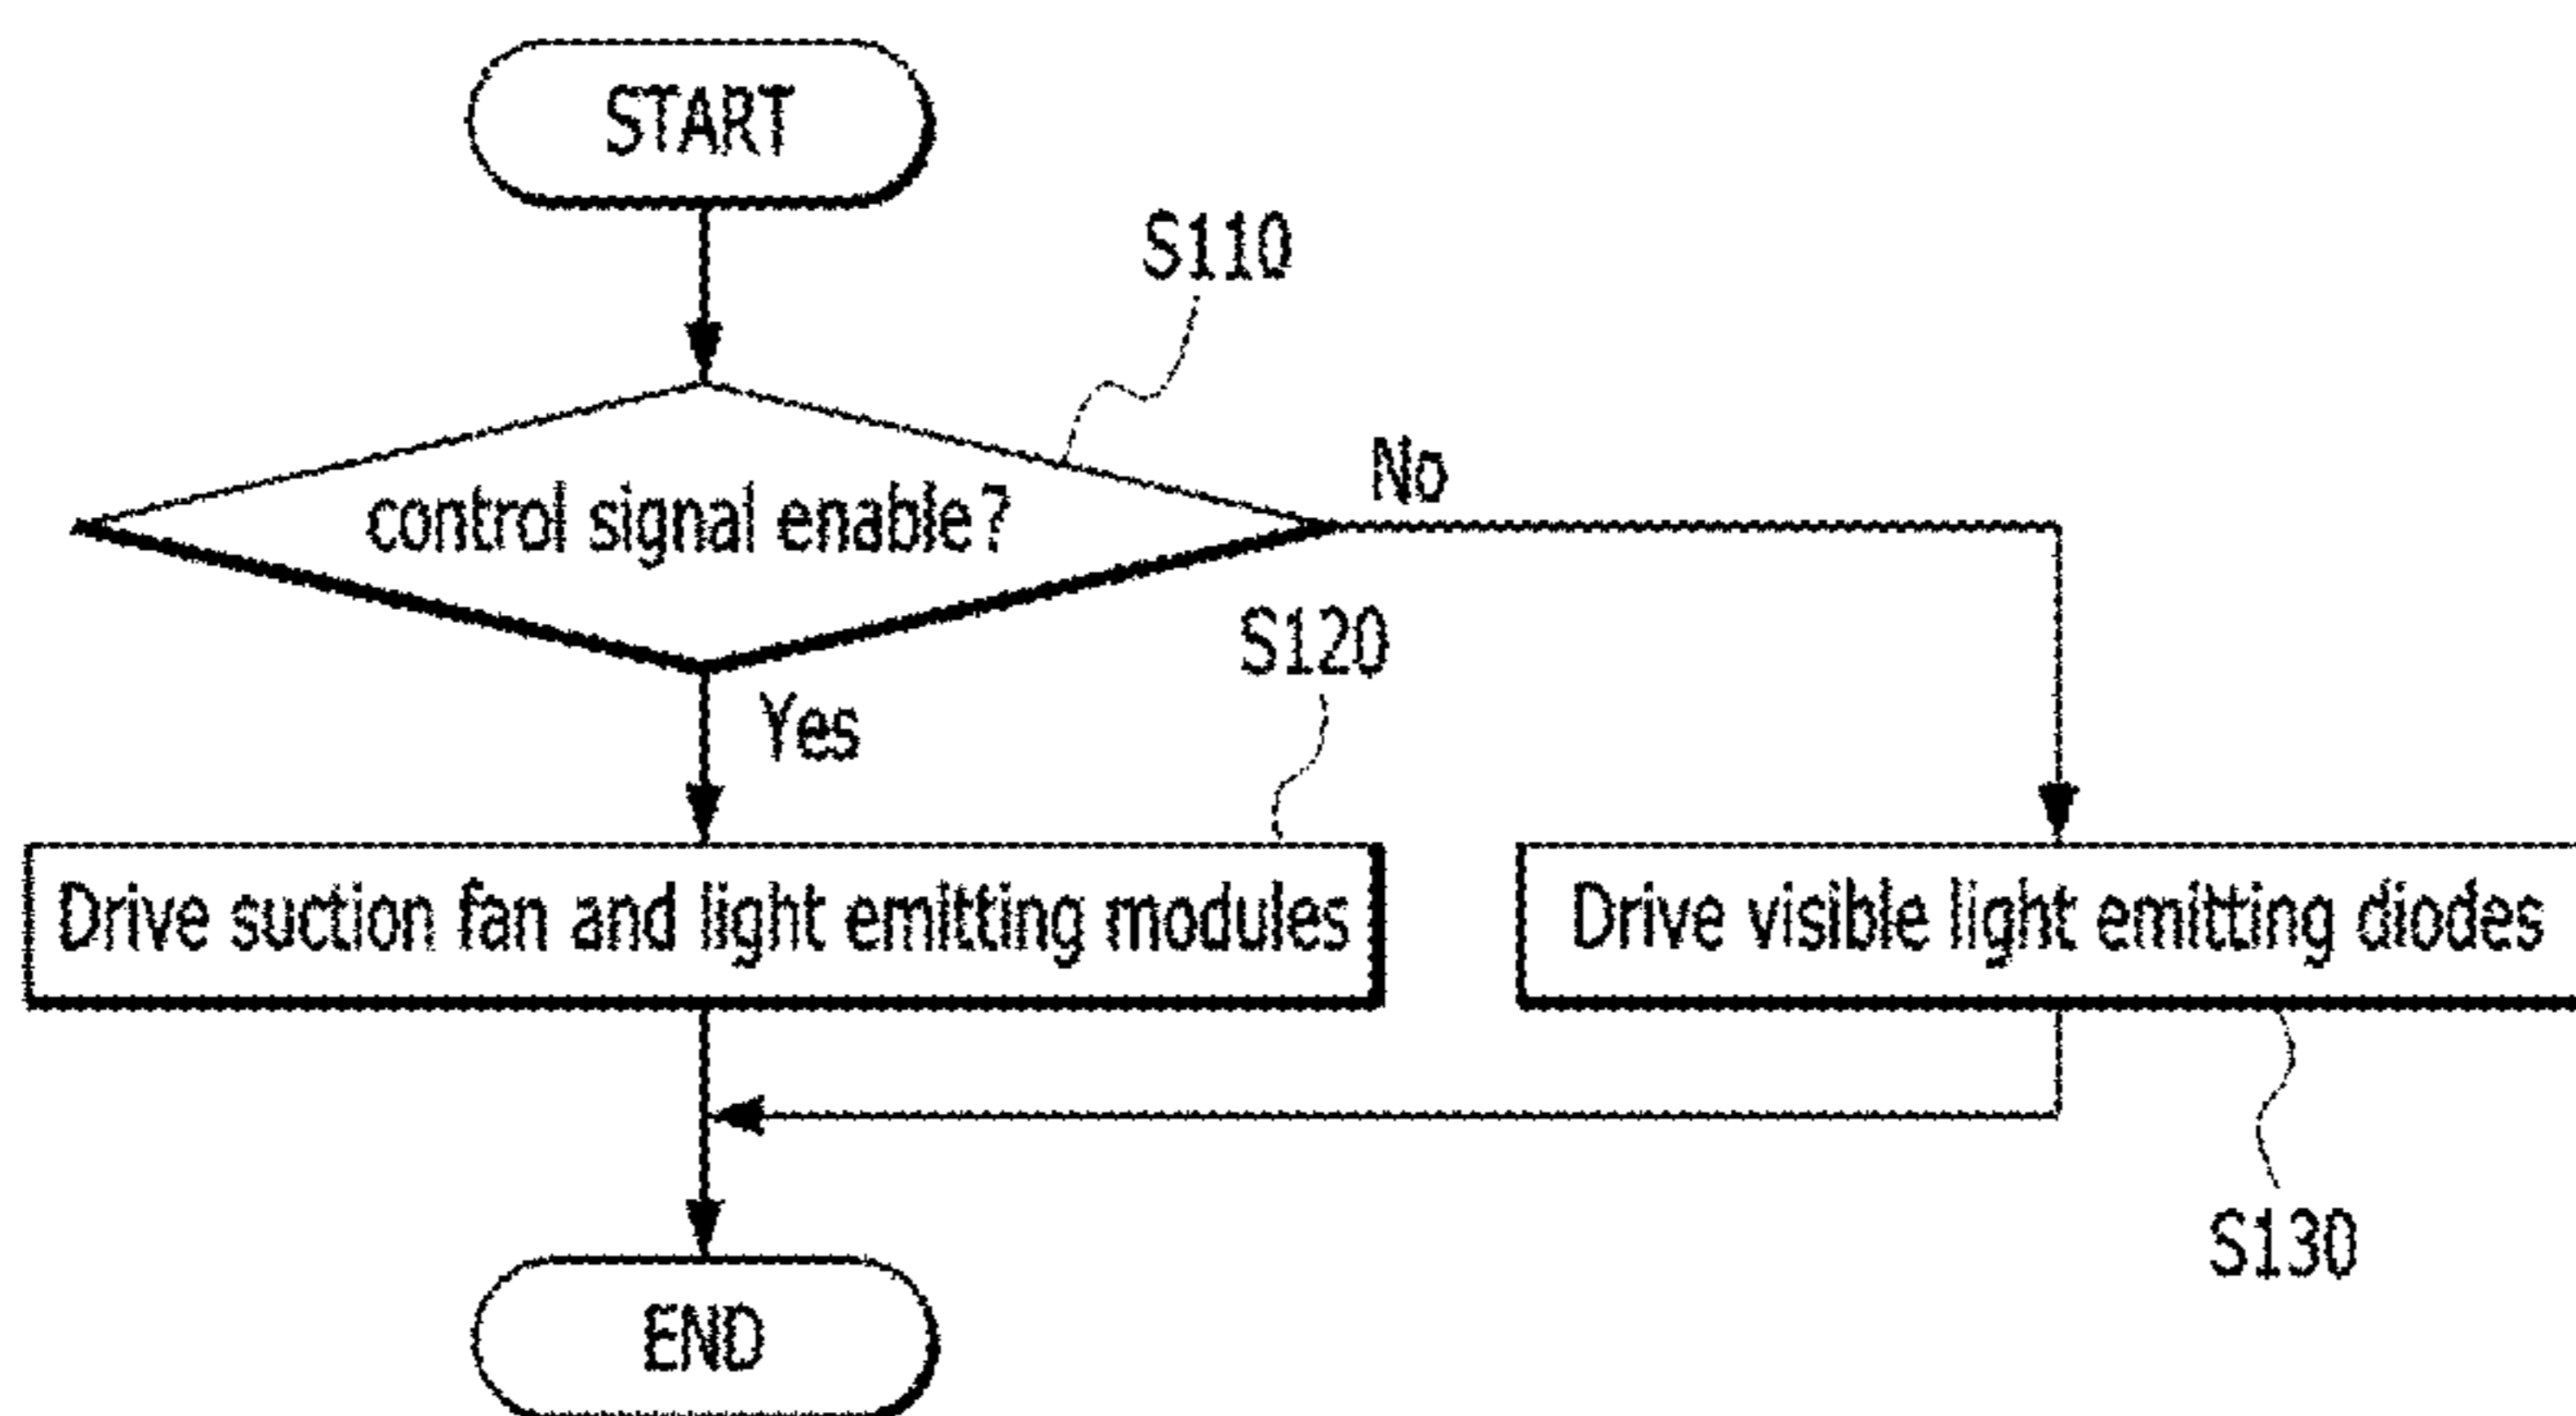 START
S110
control signal enable?
No
S120
Yes
Drive suction fan and light emitting modules
Drive visible light emitting diodes
S130
END